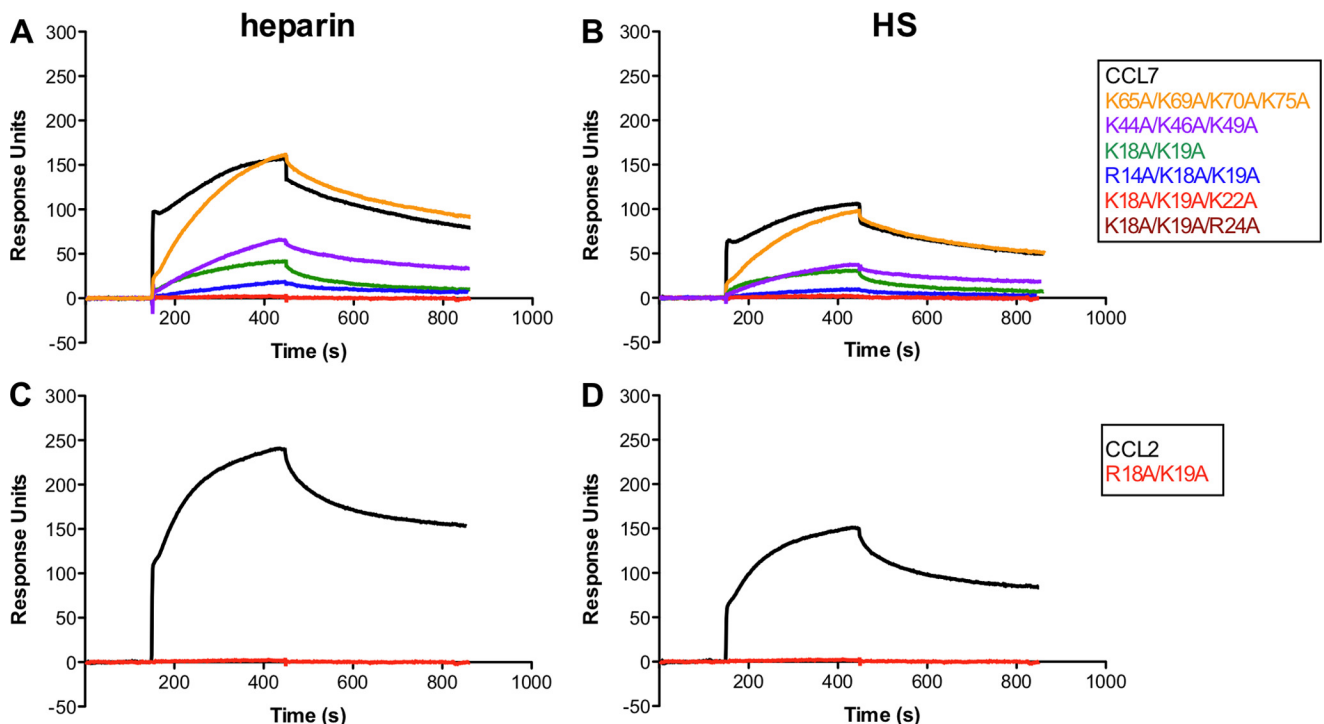 A
heparin
B
HS
300
250
200
150
100
50
0
-50
Response Units
200
400
600
800
1000
Time (s)
300
250
200
150
100
50
0
-50
Response Units
200
400
600
800
1000
Time (s)
CCL7
K65A/K69A/K70A/K75A
K44A/K46A/K49A
K18A/K19A
R14A/K18A/K19A
K18A/K19A/K22A
K18A/K19A/R24A
C
300
250
200
150
100
50
0
-50
Response Units
200
400
600
800
1000
Time (s)
D
300
250
200
150
100
50
0
-50
Response Units
200
400
600
800
1000
Time (s)
CCL2
R18A/K19A